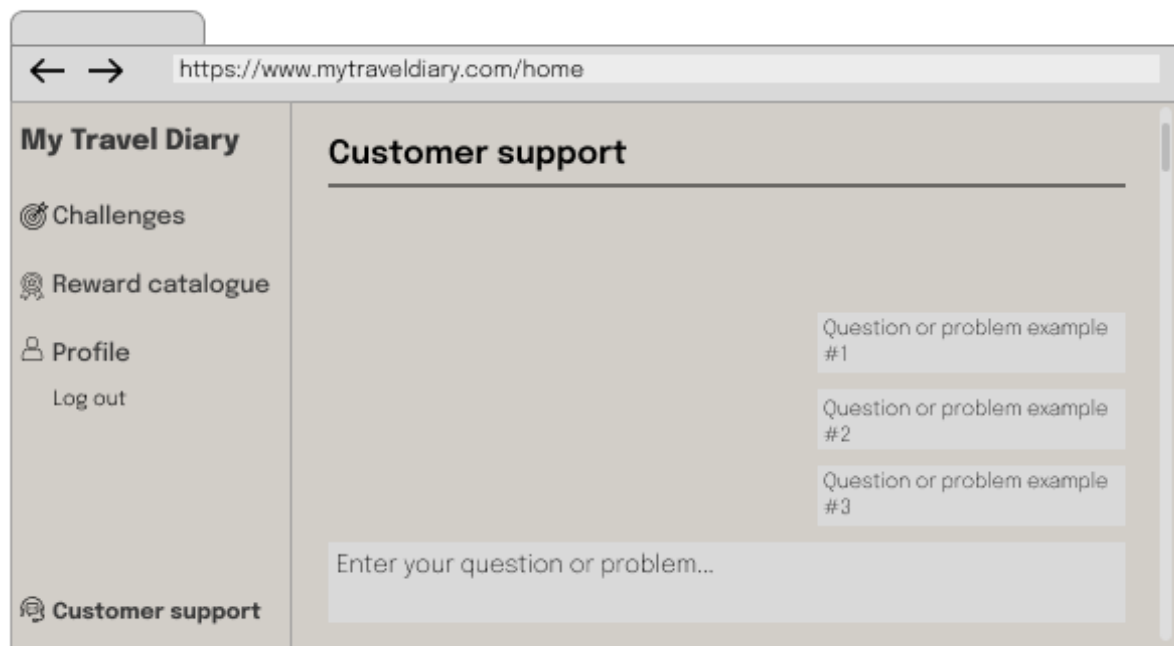 https://www.mytraveldiary.com/home
My Travel Diary
Challenges
Reward catalogue
Profile
Log out
Customer support
Customer support
Question or problem example
#1
Question or problem example
#2
Question or problem example
#3
Enter your question or problem...